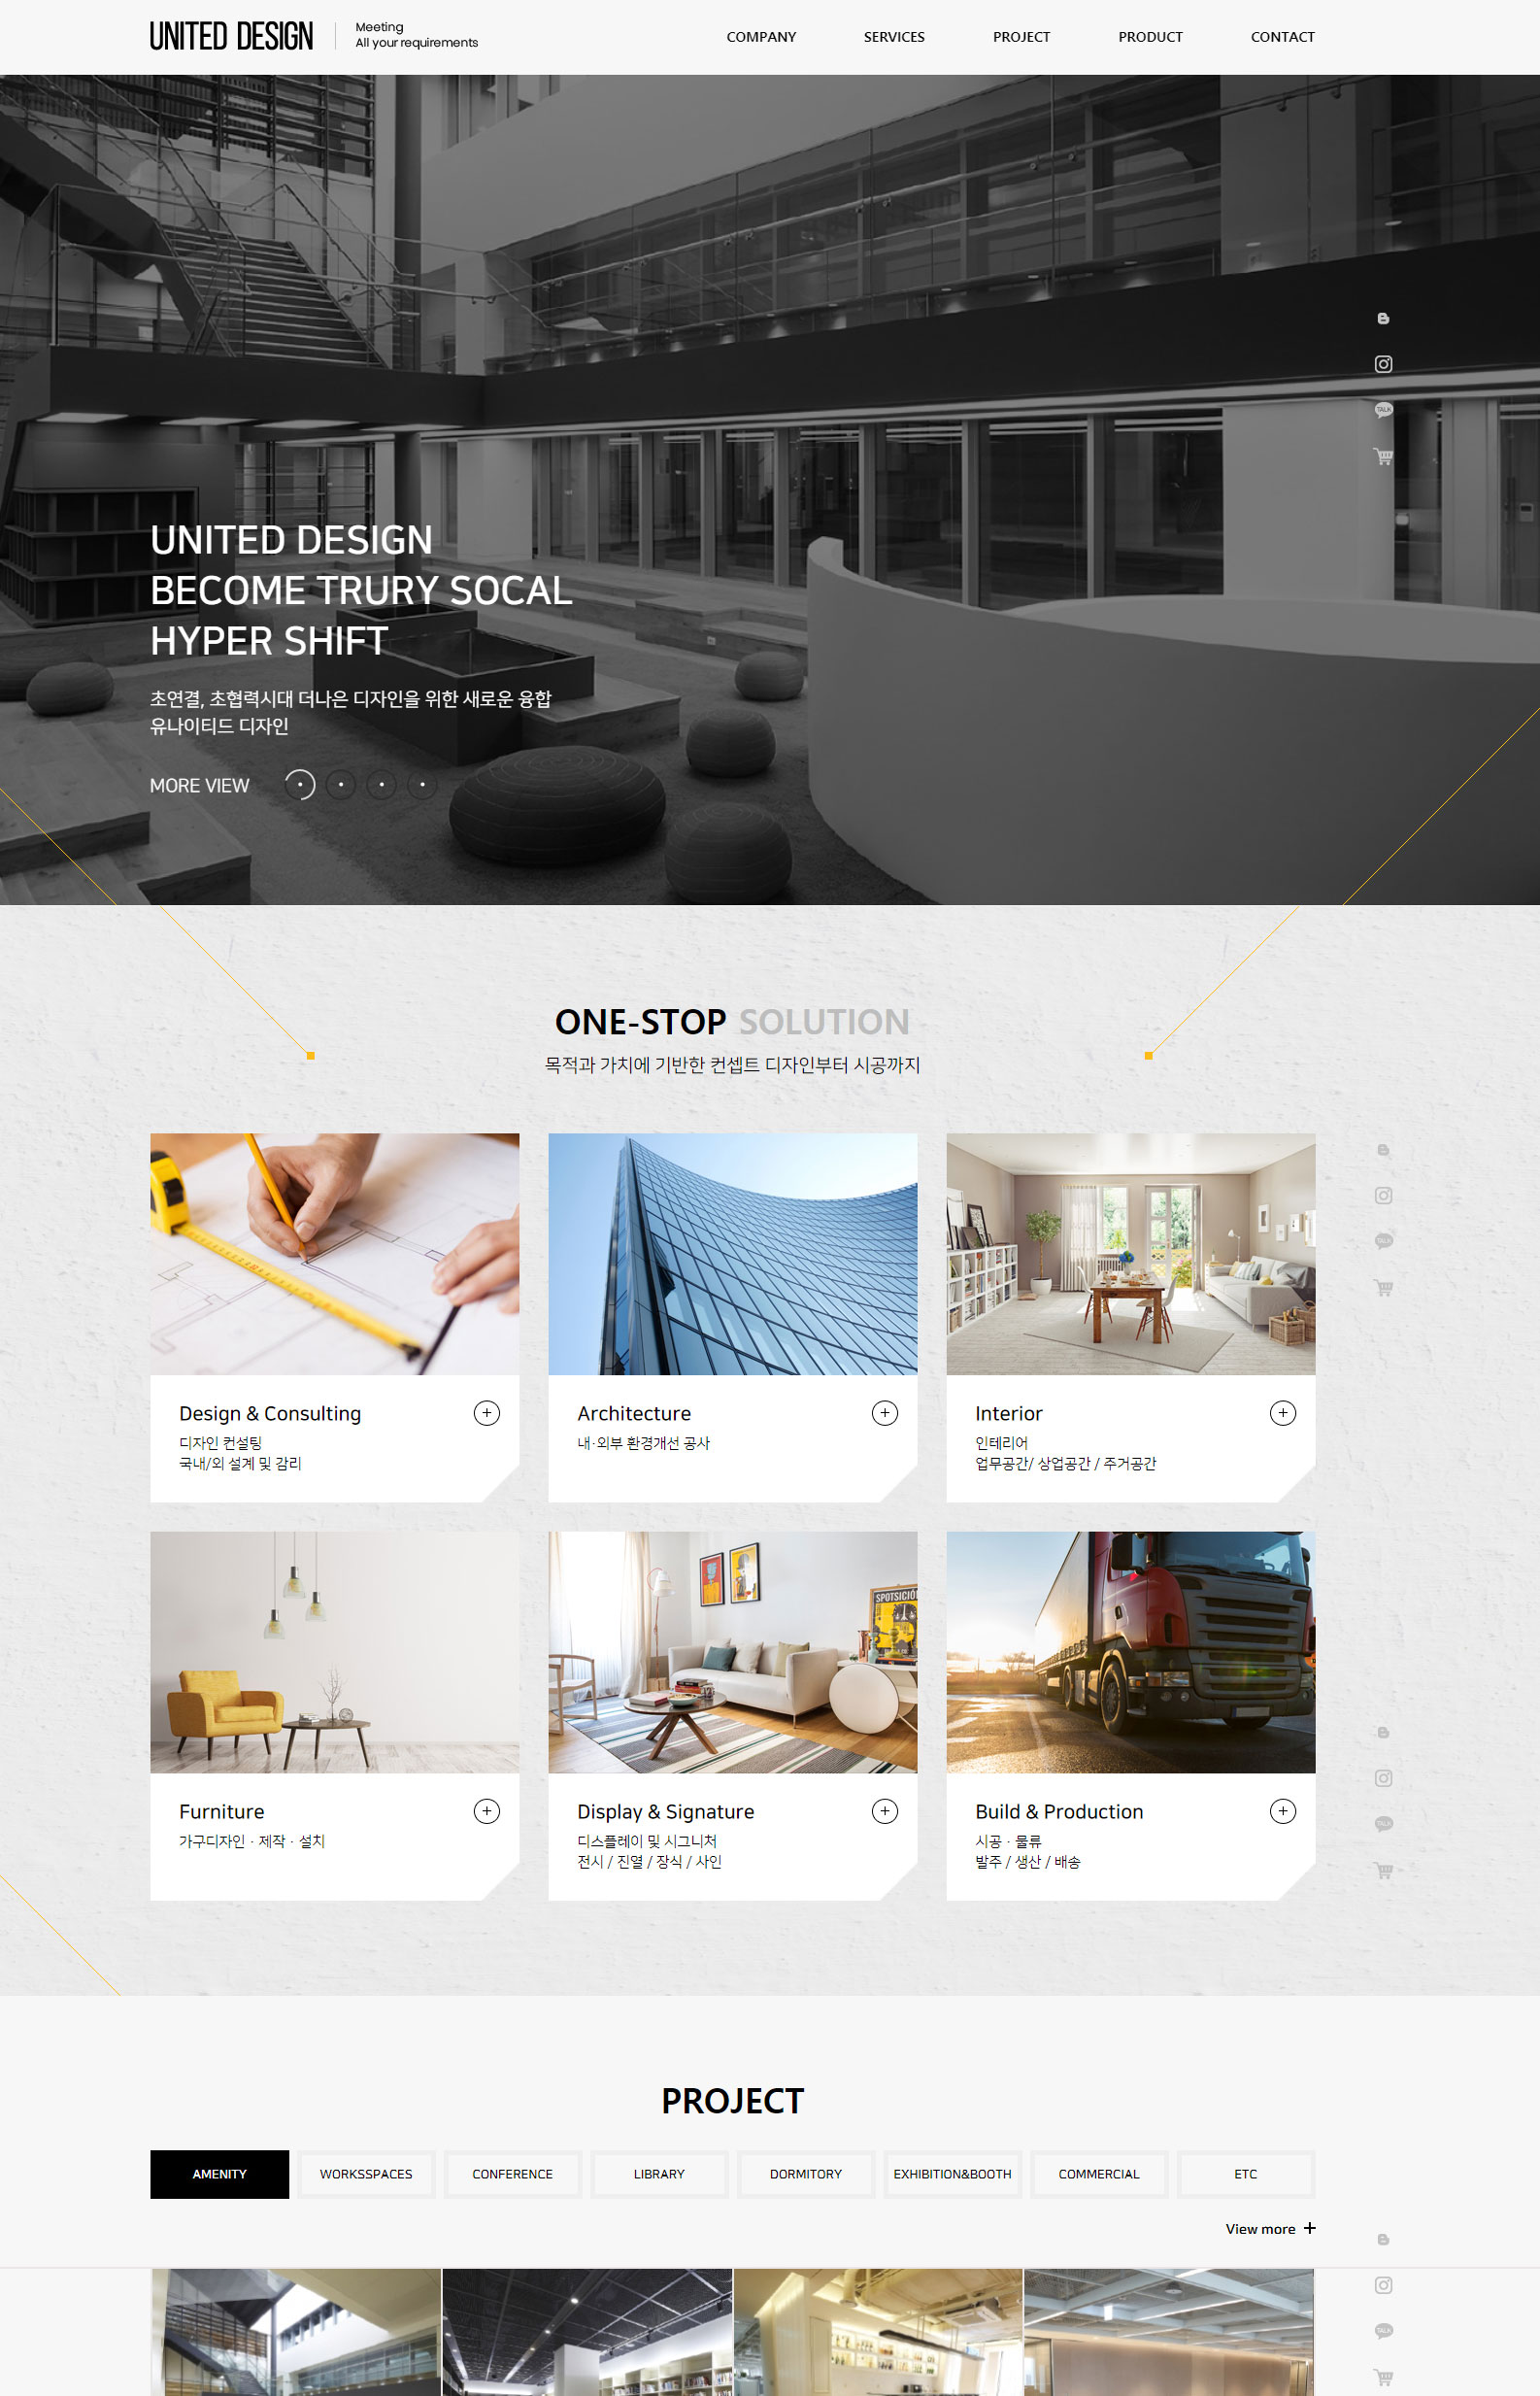 UNITED DESIGN
Meeting
All your requirements
COMPANY
SERVICES
PROJECT
PRODUCT
CONTACT
UNITED DESIGN
BECOME TRURY SOCAL
HYPER SHIFT
초연결, 초협력시대 더나은 디자인을 위한 새로운 융합
유나이티드 디자인
MORE VIEW
TALK
ONE-STOP SOLUTION
목적과 가치에 기반한 컨셉트 디자인부터 시공까지
Design & Consulting
디자인 컨설팅
국내/외 설계 및 감리
Architecture
내·외부 환경개선 공사
Interior
인테리어
업무공간/ 상업공간 / 주거공간
TALK
SPOTSICIO
Furniture
가구디자인 · 제작 · 설치
Display & Signature
디스플레이 및 시그니처
전시 / 진열 / 장식 / 사인
Build & Production
시공 · 물류
발주 / 생산 / 배송
TALK
PROJECT
AMENITY
WORKSSPACES
CONFERENCE
LIBRARY
DORMITORY
EXHIBITION&BOOTH
COMMERCIAL
ETC
View more +
TALK